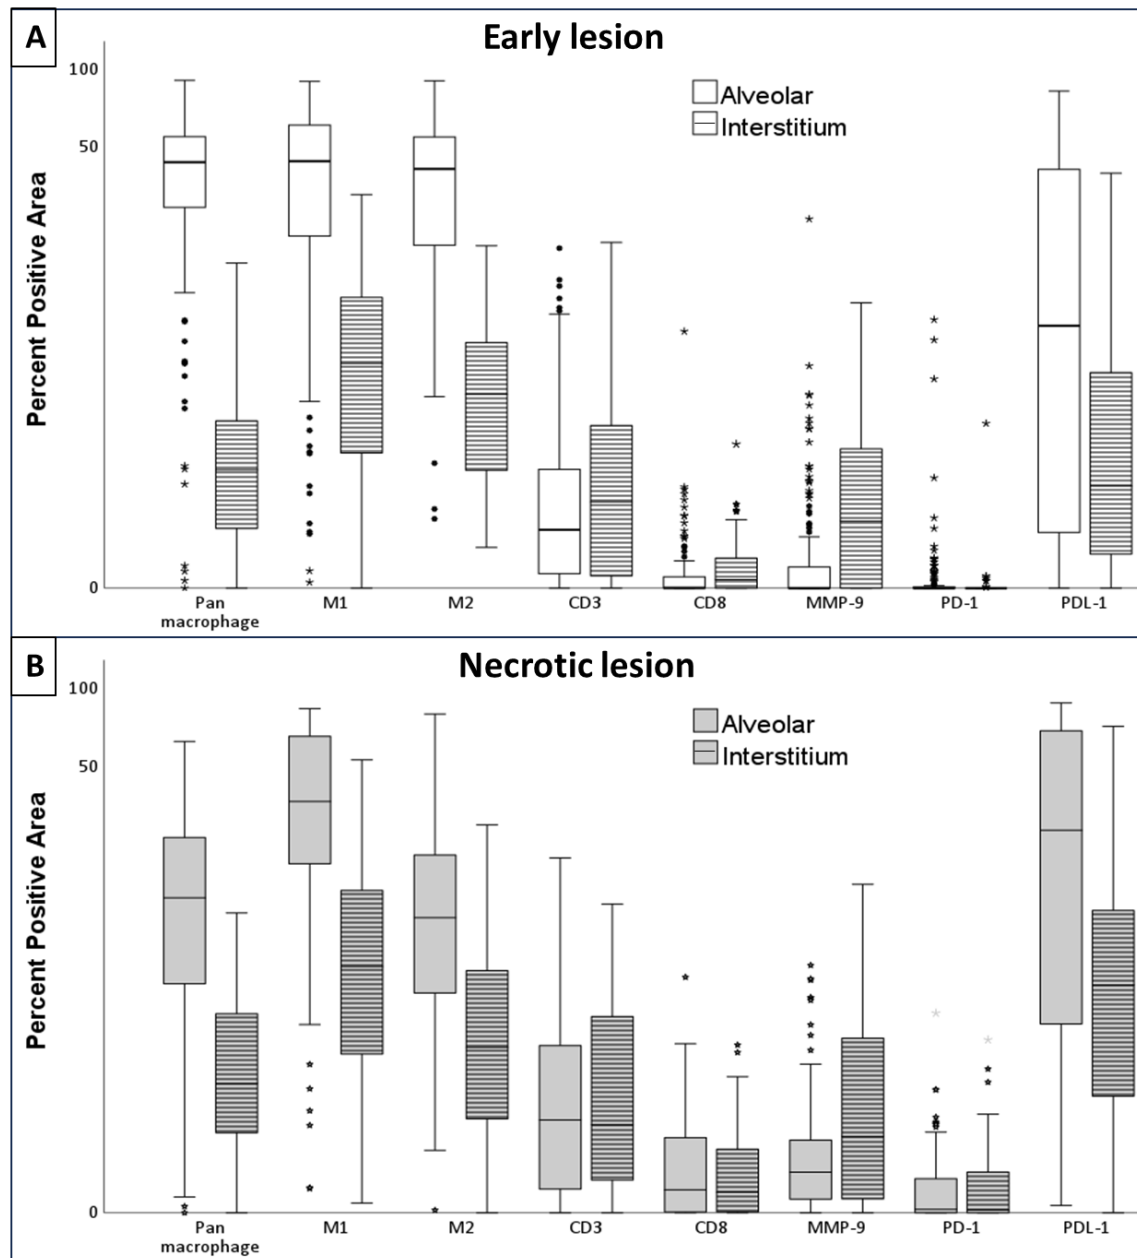 A
Early lesion
100
50
0
Percent Positive Area
Alveolar
Interstitium
Pan
macrophage
M1
M2
CD3
CD8
MMP-9
PD-1
PDL-1
B
Necrotic lesion
100
50
0
Percent Positive Area
Alveolar
Interstitium
Pan
macrophage
M1
M2
CD3
CD8
MMP-9
PD-1
PDL-1